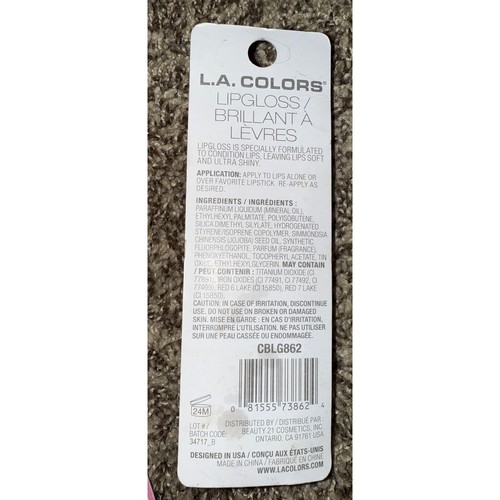 L.A. COLORS®
LIPGLOSS /
BRILLANT À
LÈVRES
LIPGLOSS IS SPECIALLY FORMULATED
TO CONDITION LIPS, LEAVING LIPS SOFT
AND ULTRA SHINY.
APPLICATION: APPLY TO LIPS ALONE OR
OVER FAVORITE LIPSTICK. RE-APPLY AS
DESIRED.
INGREDIENTS / INGRÉDIENTS :
PARAFFINUM LIQUIDUM (MINERAL OIL),
ETHYLHEXYL PALMITATE, POLYISOBUTENE,
SILICA DIMETHYL SILYLATE, HYDROGENATED
STYRENE/ISOPRENE COPOLYMER, SIMMONDSIA
CHINENSIS (JOJOBA) SEED OIL, SYNTHETIC
FLUORPHLOGOPITE, PARFUM (FRAGRANCE),
PHENOXYETHANOL, TOCOPHERYL ACETATE, TIN
OXIDE, ETHYLHEXYLGLYCERIN. MAY CONTAIN
/ PEUT CONTENIR : TITANIUM DIOXIDE (CI
77891), IRON OXIDES (CI 77491, CI 77492, CI
77499), RED 6 LAKE (CI 15850), RED 7 LAKE
(CI 15850).
CAUTION: IN CASE OF IRRITATION, DISCONTINUE
USE. DO NOT USE ON BROKEN OR DAMAGED
SKIN. MISE EN GARDE : EN CAS D'IRRITATION,
INTERROMPRE L'UTILISATION. NE PAS UTILISER
SUR UNE PEAU CASSÉE OU ENDOMMAGÉE.
CBLG862
0 81555 73862 4
24M
LOT # /
BATCH CODE:
34717_B
DISTRIBUTED BY / DISTRIBUÉ PAR :
BEAUTY 21 COSMETICS, INC.
ONTARIO, CA 91761 USA
DESIGNED IN USA / CONÇU AUX ÉTATS-UNIS
MADE IN CHINA / FABRIQUÉ EN CHINE
WWW.LACOLORS.COM